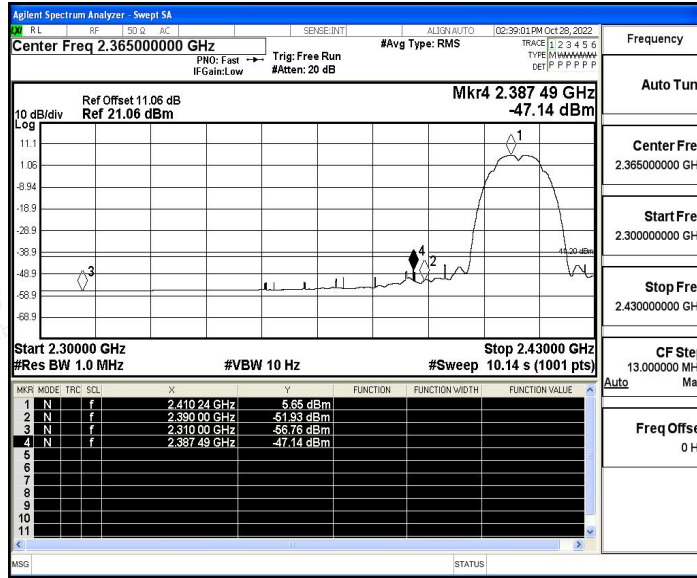 Agilent Spectrum Analyzer - Swept SA
LXI RL RF 50 Ω AC SENSE:INT ALIGN AUTO 02:39:01 PM Oct 28, 2022
Center Freq 2.365000000 GHz
PNO: Fast
IFGain:Low
Trig: Free Run
#Atten: 20 dB
#Avg Type: RMS
TRACE 1 2 3 4 5 6
TYPE M WWWWW
DET P P P P P P
Ref Offset 11.06 dB
10 dB/div Ref 21.06 dBm
Log
Mkr4 2.387 49 GHz
-47.14 dBm
11.1
1.06
-8.94
-18.9
-28.9
-38.9
-48.9
-58.9
-68.9
1
2
3
4
-41.20 dBm
Start 2.30000 GHz Stop 2.43000 GHz
#Res BW 1.0 MHz #VBW 10 Hz #Sweep 10.14 s (1001 pts)
MKR MODE TRC SCL X Y FUNCTION FUNCTION WIDTH FUNCTION VALUE
1 N f 2.410 24 GHz 5.65 dBm
2 N f 2.390 00 GHz -51.93 dBm
3 N f 2.310 00 GHz -56.76 dBm
4 N f 2.387 49 GHz -47.14 dBm
5
6
7
8
9
10
11
MSG STATUS
Frequency
Auto Tun
Center Fre
2.365000000 GH
Start Fre
2.300000000 GH
Stop Fre
2.430000000 GH
CF Ste
13.000000 MH
Auto Ma
Freq Offse
0 H